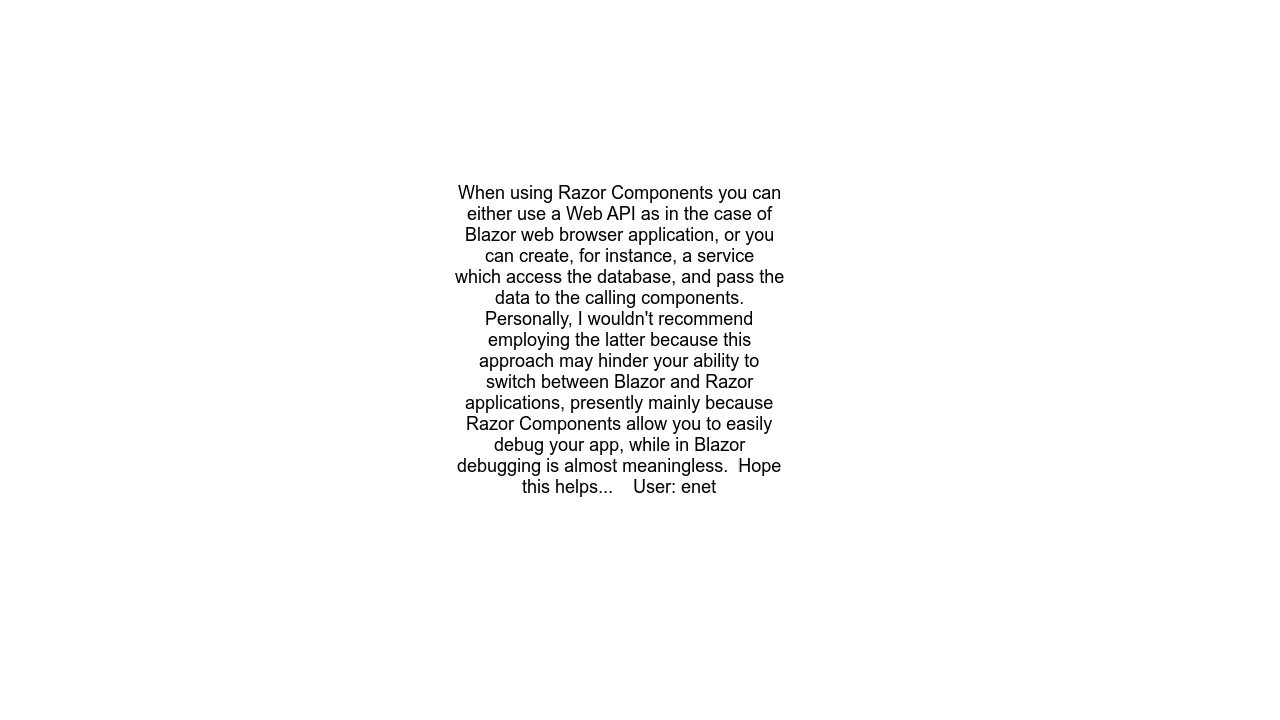 When using Razor Components you can
either use a Web API as in the case of
Blazor web browser application, or you
can create, for instance, a service
which access the database, and pass the
data to the calling components.
Personally, I wouldn't recommend
employing the latter because this
approach may hinder your ability to
switch between Blazor and Razor
applications, presently mainly because
Razor Components allow you to easily
debug your app, while in Blazor
debugging is almost meaningless.  Hope
this helps...    User: enet